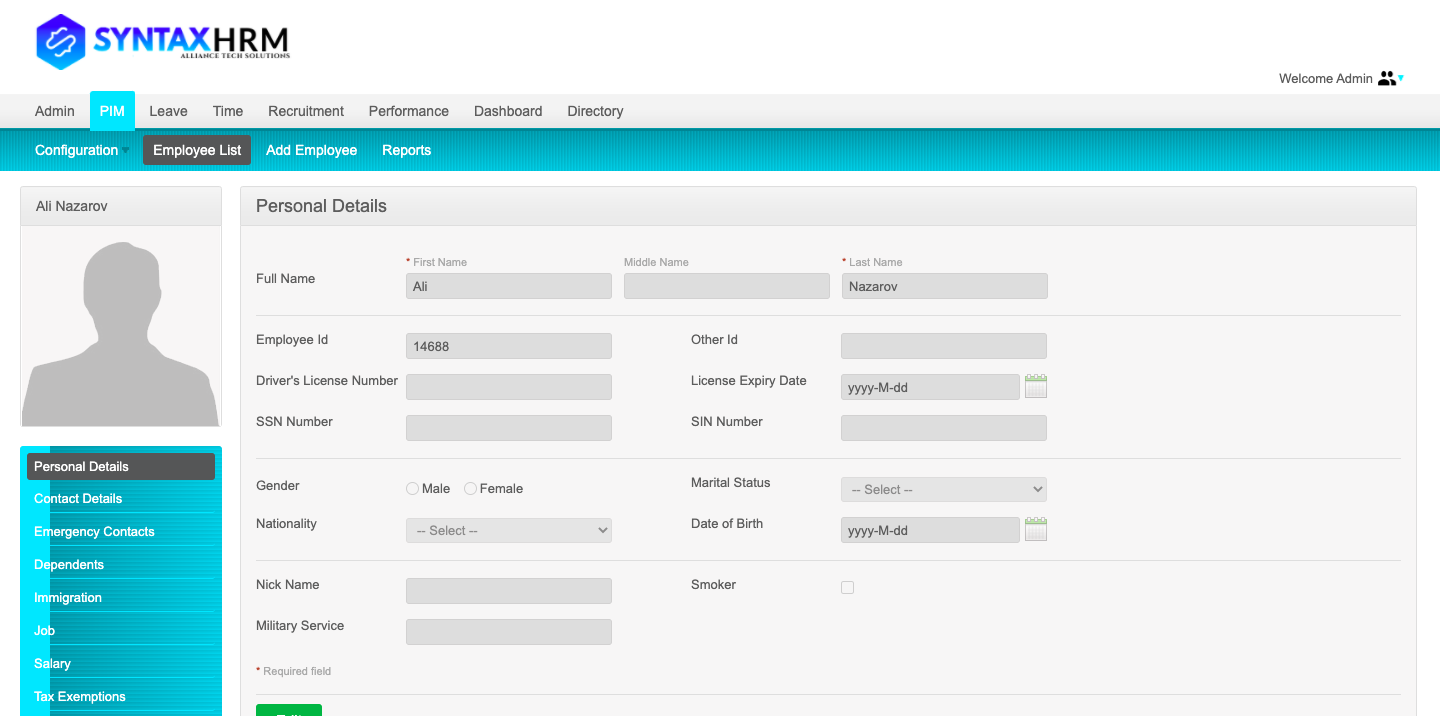 SYNTAXHRM
ALLIANCE TECH SOLUTIONS
Welcome Admin
Admin PIM Leave Time Recruitment Performance Dashboard Directory
Configuration Employee List Add Employee Reports
Ali Nazarov
Personal Details
Contact Details
Emergency Contacts
Dependents
Immigration
Job
Salary
Tax Exemptions
Personal Details
* First Name Middle Name * Last Name
Full Name Ali Nazarov
Employee Id 14688 Other Id
Driver's License Number License Expiry Date yyyy-M-dd
SSN Number SIN Number
Gender Male Female Marital Status -- Select --
Nationality -- Select -- Date of Birth yyyy-M-dd
Nick Name Smoker
Military Service
* Required field